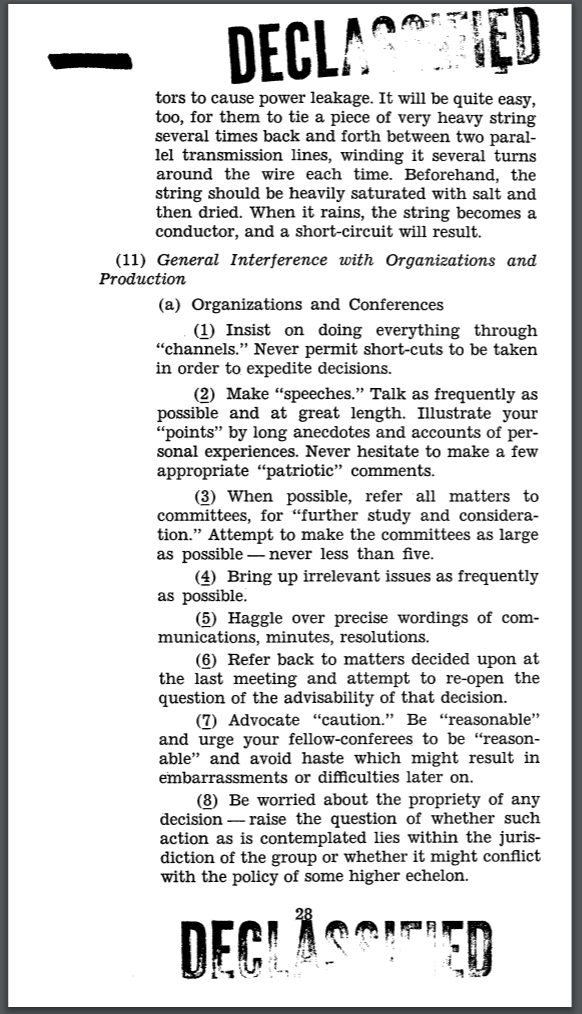 DECLASSIFIED
tors to cause power leakage. It will be quite easy,
too, for them to tie a piece of very heavy string
several times back and forth between two paral-
lel transmission lines, winding it several turns
around the wire each time. Beforehand, the
string should be heavily saturated with salt and
then dried. When it rains, the string becomes a
conductor, and a short-circuit will result.
(11) General Interference with Organizations and
Production
(a) Organizations and Conferences
(1) Insist on doing everything through
“channels.” Never permit short-cuts to be taken
in order to expedite decisions.
(2) Make “speeches.” Talk as frequently as
possible and at great length. Illustrate your
“points” by long anecdotes and accounts of per-
sonal experiences. Never hesitate to make a few
appropriate “patriotic” comments.
(3) When possible, refer all matters to
committees, for “further study and considera-
tion.” Attempt to make the committees as large
as possible — never less than five.
(4) Bring up irrelevant issues as frequently
as possible.
(5) Haggle over precise wordings of com-
munications, minutes, resolutions.
(6) Refer back to matters decided upon at
the last meeting and attempt to re-open the
question of the advisability of that decision.
(7) Advocate “caution.” Be “reasonable”
and urge your fellow-conferees to be “reason-
able” and avoid haste which might result in
embarrassments or difficulties later on.
(8) Be worried about the propriety of any
decision — raise the question of whether such
action as is contemplated lies within the juris-
diction of the group or whether it might conflict
with the policy of some higher echelon.
28
DECLASSIFIED